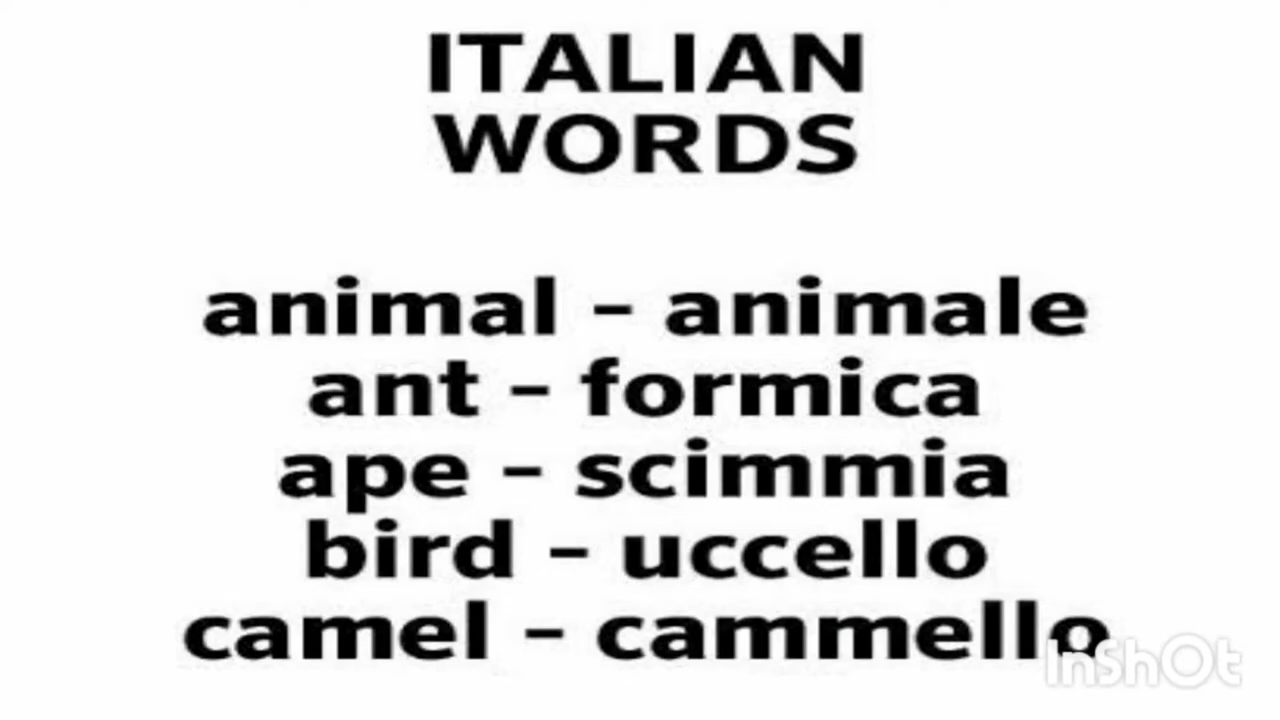 ITALIAN
WORDS
animal – animale
ant – formica
ape – scimmia
bird – uccello
camel – cammello
InShOt